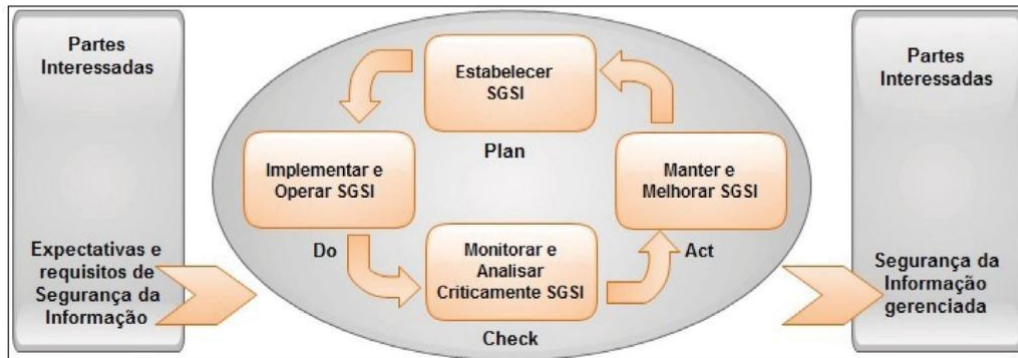 Partes
Interessadas
Expectativas e
requisitos de
Segurança da
Informação
Estabelecer
SGSI
Plan
Implementar e
Operar SGSI
Do
Monitorar e
Analisar
Criticamente SGSI
Check
Manter e
Melhorar SGSI
Act
Partes
Interessadas
Segurança da
Informação
gerenciada